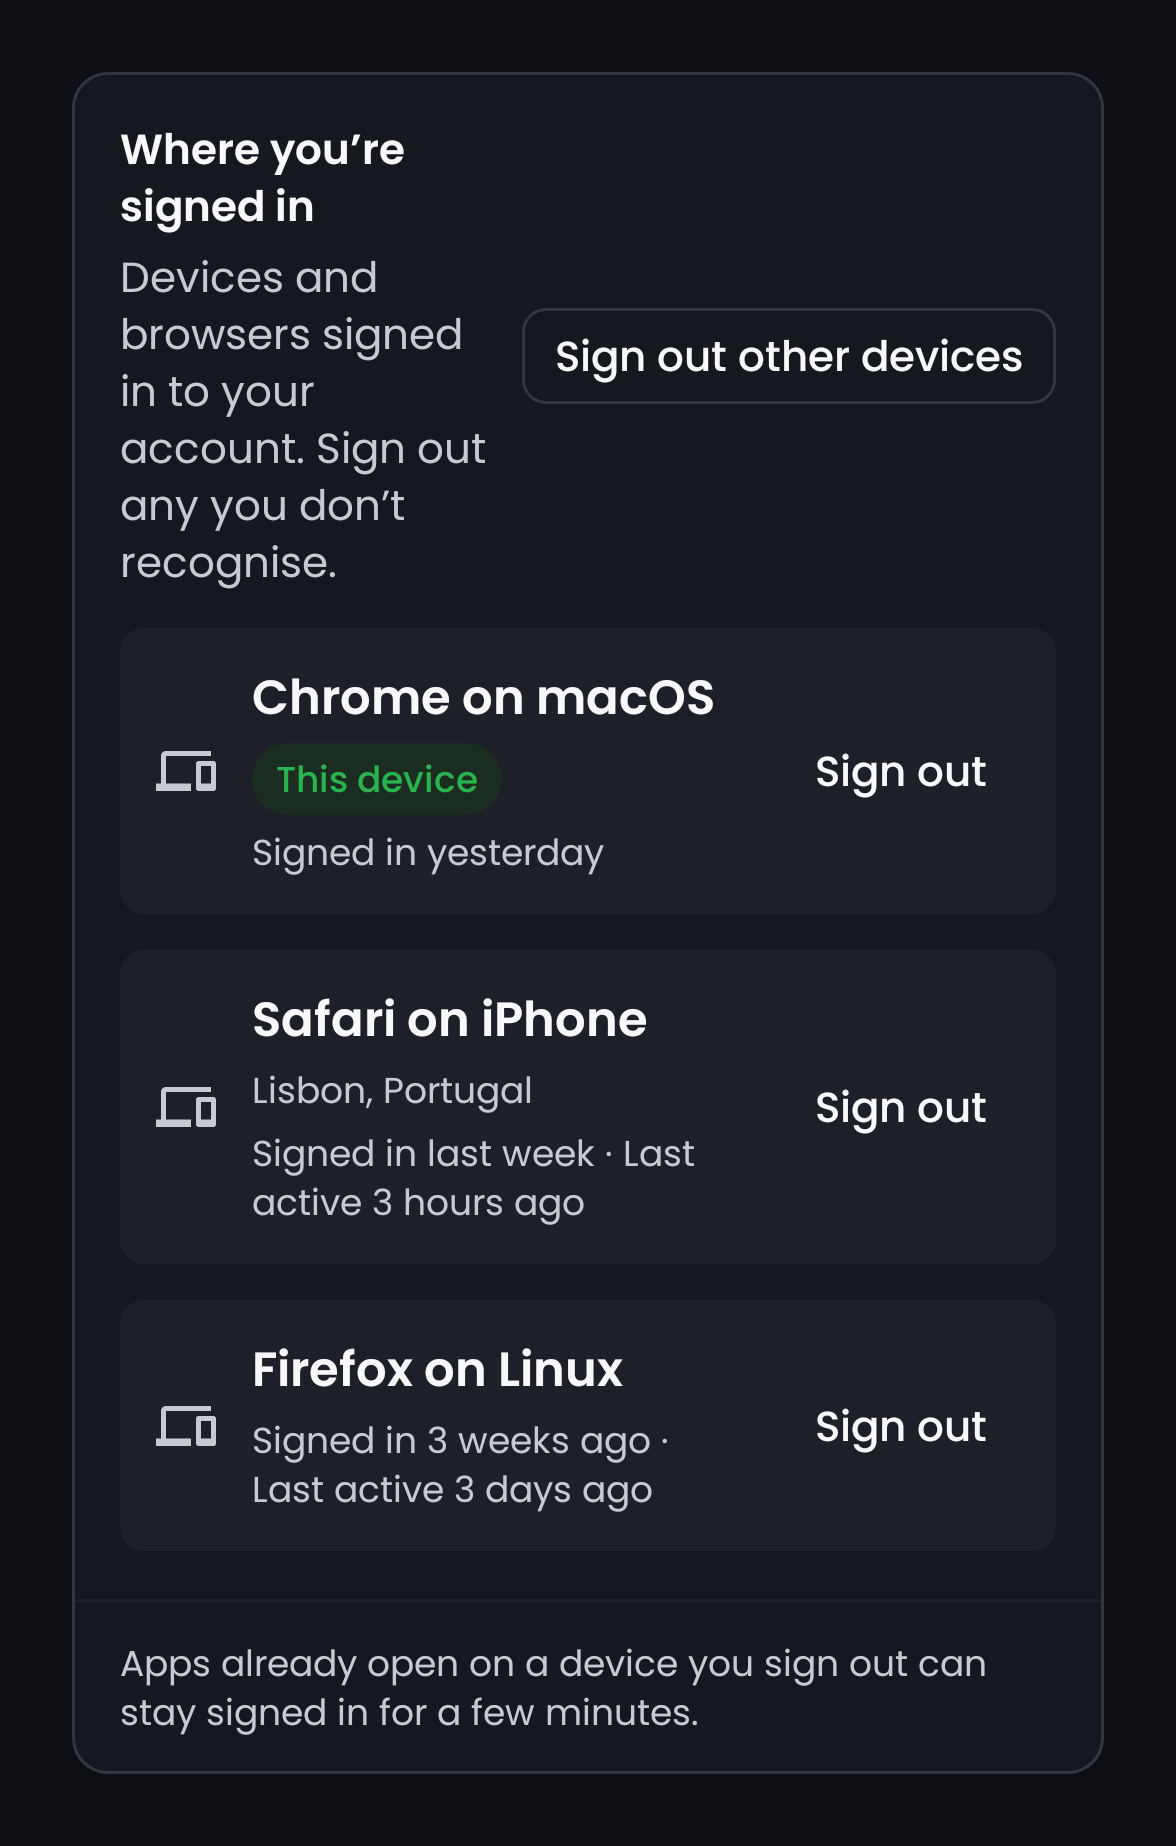 Where you’re
signed in
Devices and
browsers signed
in to your
account. Sign out
any you don’t
recognise.
Sign out other devices
Chrome on macOS
This device
Signed in yesterday
Sign out
Safari on iPhone
Lisbon, Portugal
Signed in last week · Last
active 3 hours ago
Sign out
Firefox on Linux
Signed in 3 weeks ago ·
Last active 3 days ago
Sign out
Apps already open on a device you sign out can
stay signed in for a few minutes.